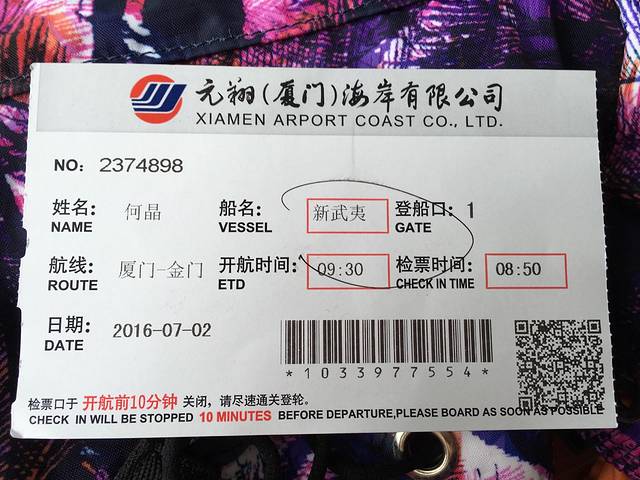 元翔(厦门)海岸有限公司
XIAMEN AIRPORT COAST CO., LTD.
NO: 2374898
姓名: 何晶 船名: 新武夷 登船口: 1
NAME VESSEL GATE
航线: 厦门-金门 开航时间: 09:30 检票时间: 08:50
ROUTE ETD CHECK IN TIME
日期: 2016-07-02
DATE
*1033977554*
检票口于 开航前10分钟 关闭，请尽速通关登轮。
CHECK IN WILL BE STOPPED 10 MINUTES BEFORE DEPARTURE,PLEASE BOARD AS SOON AS POSSIBLE